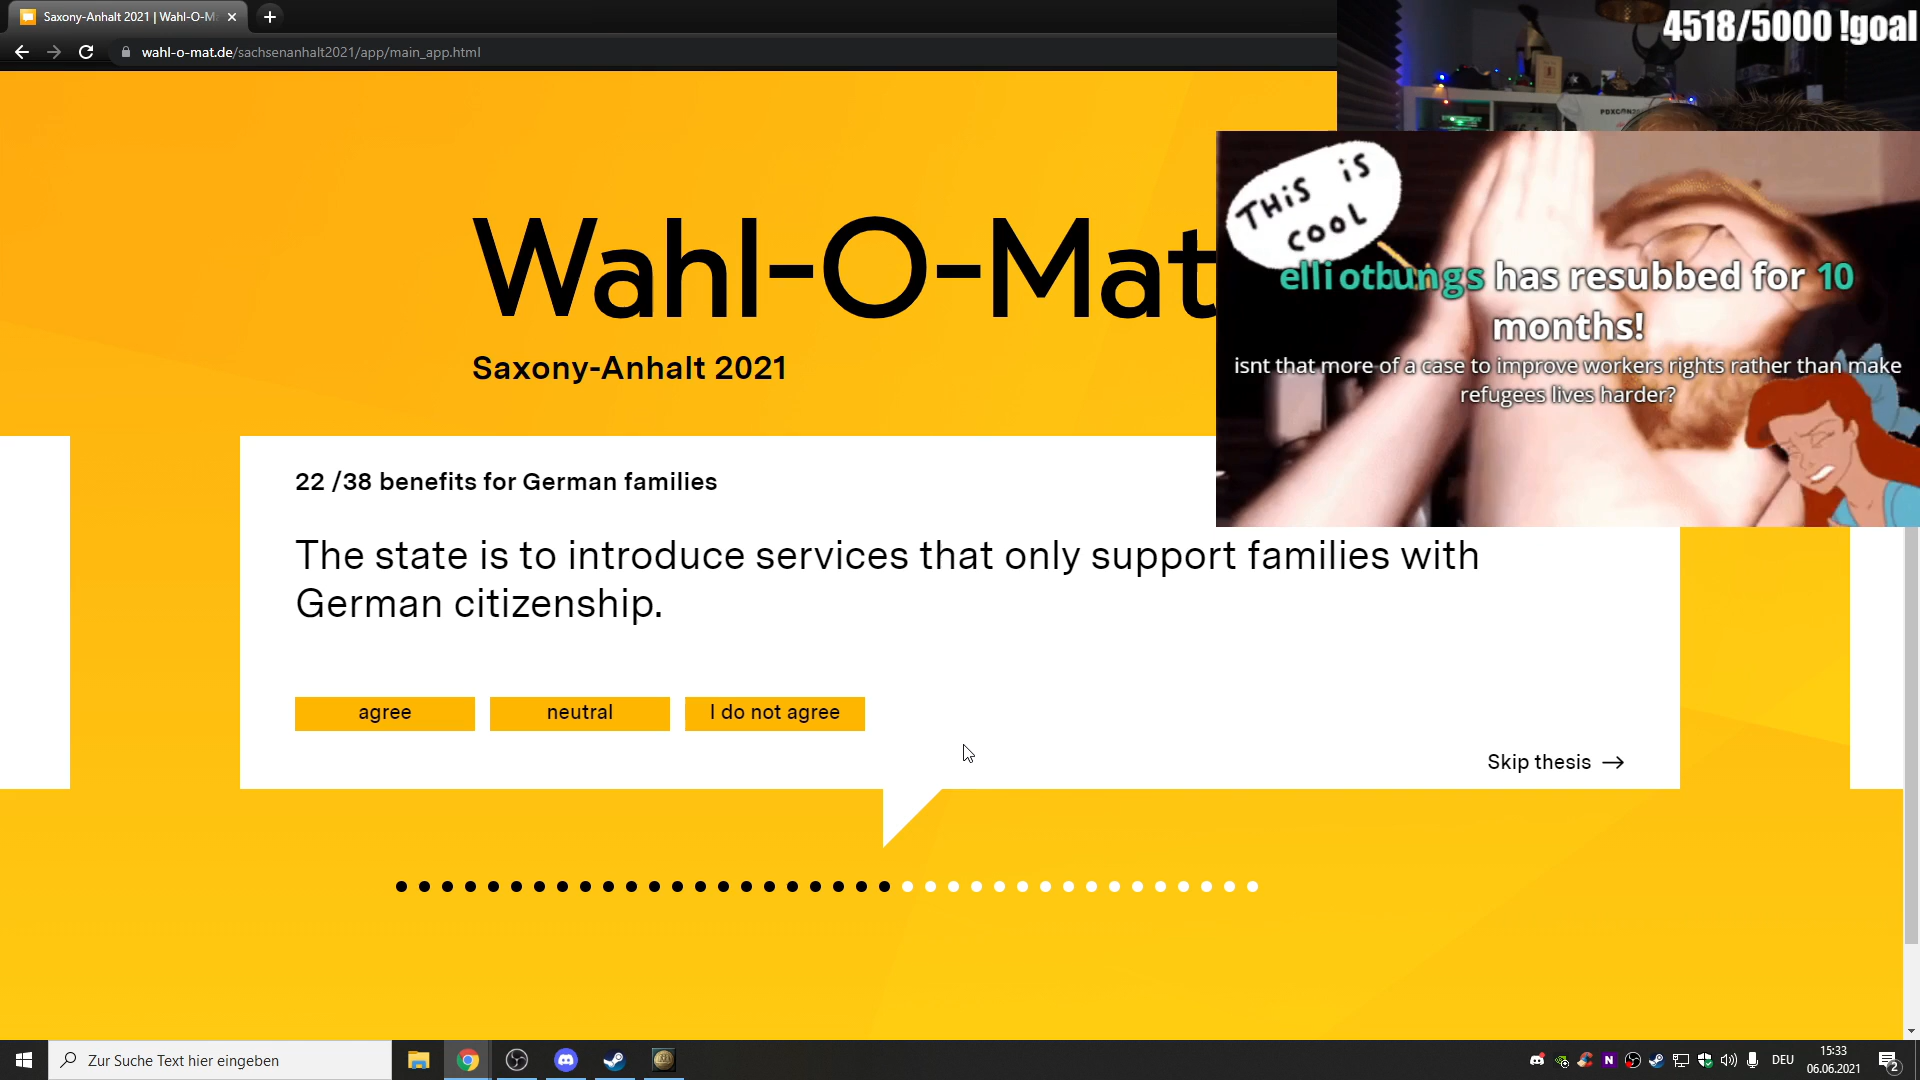 Saxony-Anhalt 2021 | Wahl-O-M
wahl-o-mat.de/sachsenanhalt2021/app/main_app.html
4518/5000 !goal
THiS iS
COOL
elliotbungs has resubbed for 10
months!
isnt that more of a case to improve workers rights rather than make
refugees lives harder?
Wahl-O-Mat
Saxony-Anhalt 2021
22 /38 benefits for German families
The state is to introduce services that only support families with
German citizenship.
agree
neutral
I do not agree
Skip thesis →
Zur Suche Text hier eingeben
DEU
15:33
06.06.2021
2